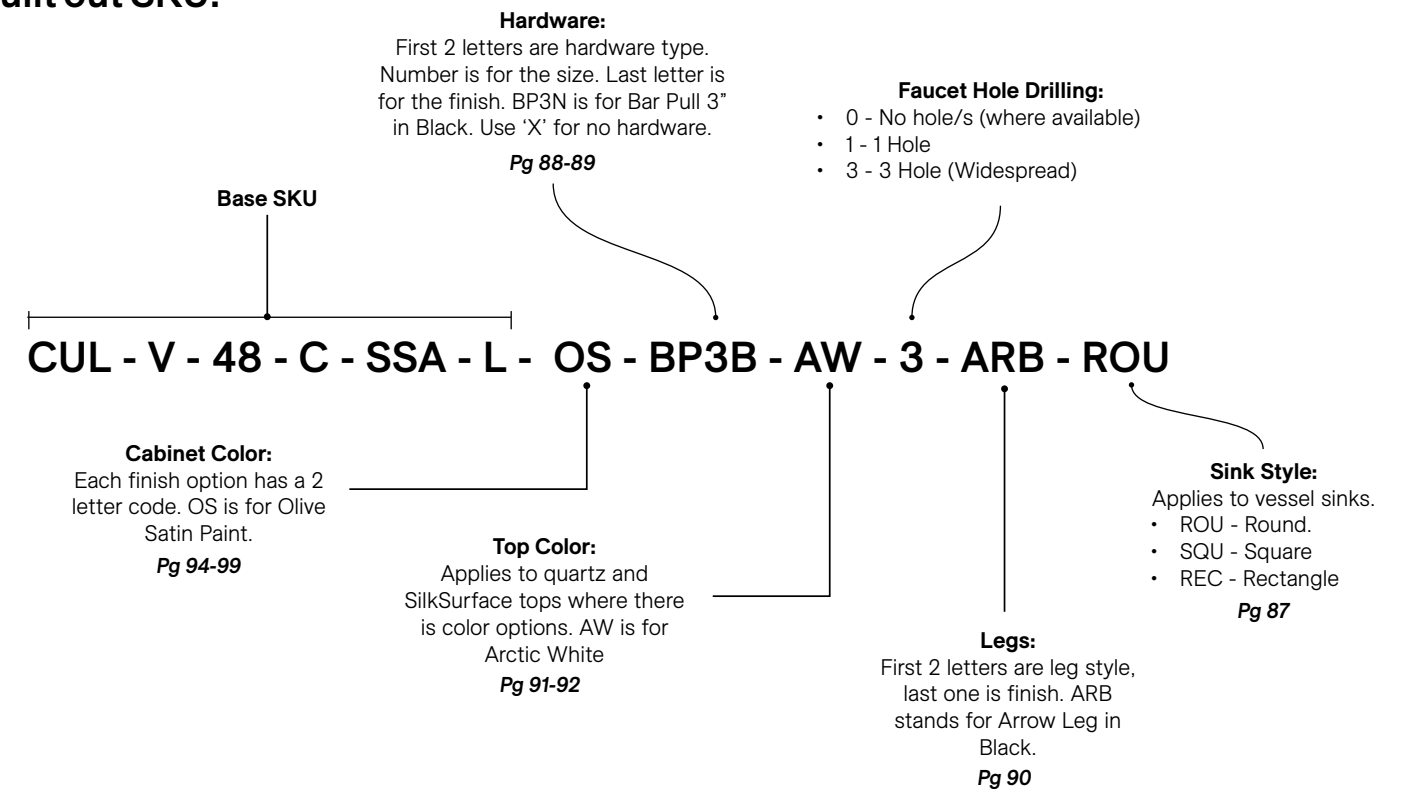 out SKU:
Hardware:
First 2 letters are hardware type.
Number is for the size. Last letter is
for the finish. BP3N is for Bar Pull 3”
in Black. Use ‘X’ for no hardware.
Pg 88-89
Faucet Hole Drilling:
• 0 - No hole/s (where available)
• 1 - 1 Hole
• 3 - 3 Hole (Widespread)
Base SKU
CUL - V - 48 - C - SSA - L - OS - BP3B - AW - 3 - ARB - ROU
Cabinet Color:
Each finish option has a 2
letter code. OS is for Olive
Satin Paint.
Pg 94-99
Top Color:
Applies to quartz and
SilkSurface tops where there
is color options. AW is for
Arctic White
Pg 91-92
Legs:
First 2 letters are leg style,
last one is finish. ARB
stands for Arrow Leg in
Black.
Pg 90
Sink Style:
Applies to vessel sinks.
• ROU - Round.
• SQU - Square
• REC - Rectangle
Pg 87